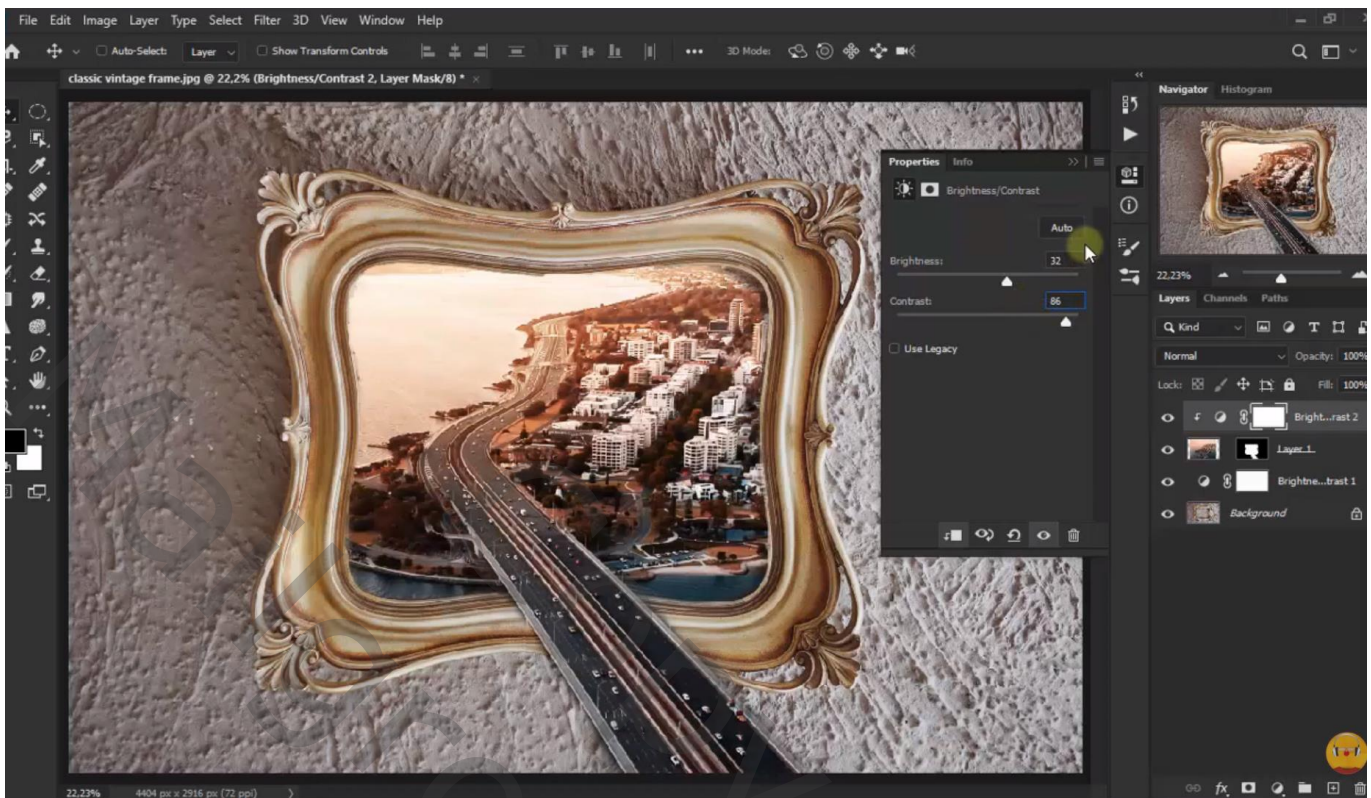 File Edit Image Layer Type Select Filter 3D View Window Help
Auto-Select: Layer Show Transform Controls 3D Mode:
classic vintage frame.jpg @ 22,2% (Brightness/Contrast 2, Layer Mask/8) *
Navigator Histogram
Properties Info
Brightness/Contrast
Auto
Brightness: 32
Contrast: 86
Use Legacy
22,23%
Layers Channels Paths
Kind
Normal Opacity: 100%
Lock: Fill: 100%
Bright...rast 2
Layer 1
Brightne...trast 1
Background
22,23% 4404 px x 2916 px (72 ppi)